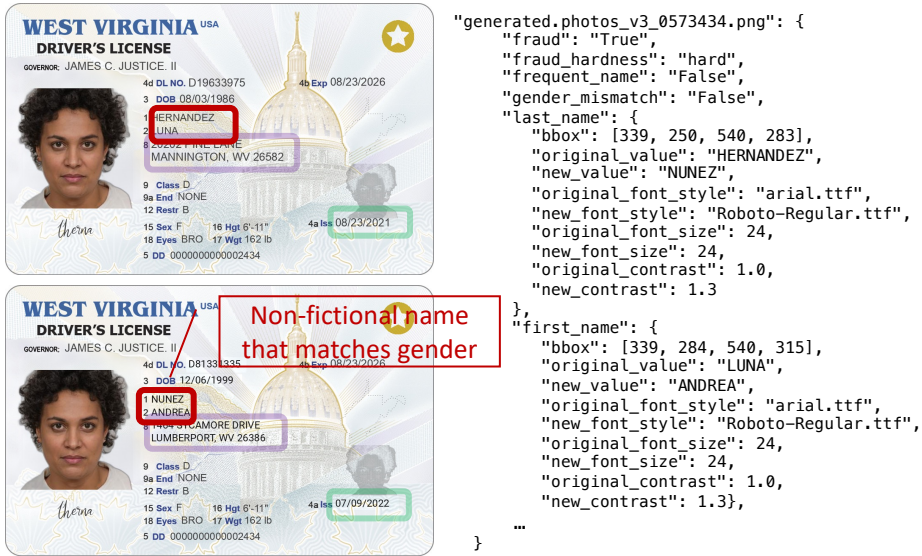 WEST VIRGINIA USA
DRIVER'S LICENSE
GOVERNOR: JAMES C. JUSTICE. II
4d DL NO. D19633975 4b Exp 08/23/2026
3 DOB 08/03/1986
1 HERNANDEZ
2 LUNA
8 20202 PINE LANE
MANNINGTON, WV 26582
9 Class D
9a End NONE
12 Restr B
15 Sex F 16 Hgt 6'-11" 4a Iss 08/23/2021
18 Eyes BRO 17 Wgt 162 lb
5 DD 0000000000002434
therna
WEST VIRGINIA USA
DRIVER'S LICENSE
GOVERNOR: JAMES C. JUSTICE. II
Non-fictional name
that matches gender
4d DL NO. D81331335 4b Exp 08/23/2026
3 DOB 12/06/1999
1 NUNEZ
2 ANDREA
8 1404 SYCAMORE DRIVE
LUMBERPORT, WV 26386
9 Class D
9a End NONE
12 Restr B
15 Sex F 16 Hgt 6'-11" 4a Iss 07/09/2022
18 Eyes BRO 17 Wgt 162 lb
5 DD 0000000000002434
therna
"generated.photos_v3_0573434.png": {
"fraud": "True",
"fraud_hardness": "hard",
"frequent_name": "False",
"gender_mismatch": "False",
"last_name": {
"bbox": [339, 250, 540, 283],
"original_value": "HERNANDEZ",
"new_value": "NUNEZ",
"original_font_style": "arial.ttf",
"new_font_style": "Roboto-Regular.ttf",
"original_font_size": 24,
"new_font_size": 24,
"original_contrast": 1.0,
"new_contrast": 1.3
},
"first_name": {
"bbox": [339, 284, 540, 315],
"original_value": "LUNA",
"new_value": "ANDREA",
"original_font_style": "arial.ttf",
"new_font_style": "Roboto-Regular.ttf",
"original_font_size": 24,
"new_font_size": 24,
"original_contrast": 1.0,
"new_contrast": 1.3},
…
}